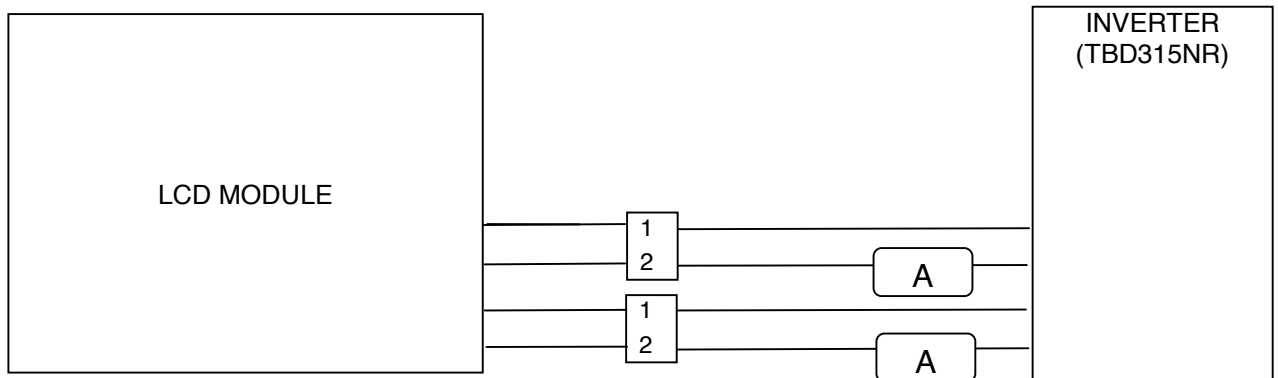 INVERTER
(TBD315NR)
LCD MODULE
1
2
A
1
2
A